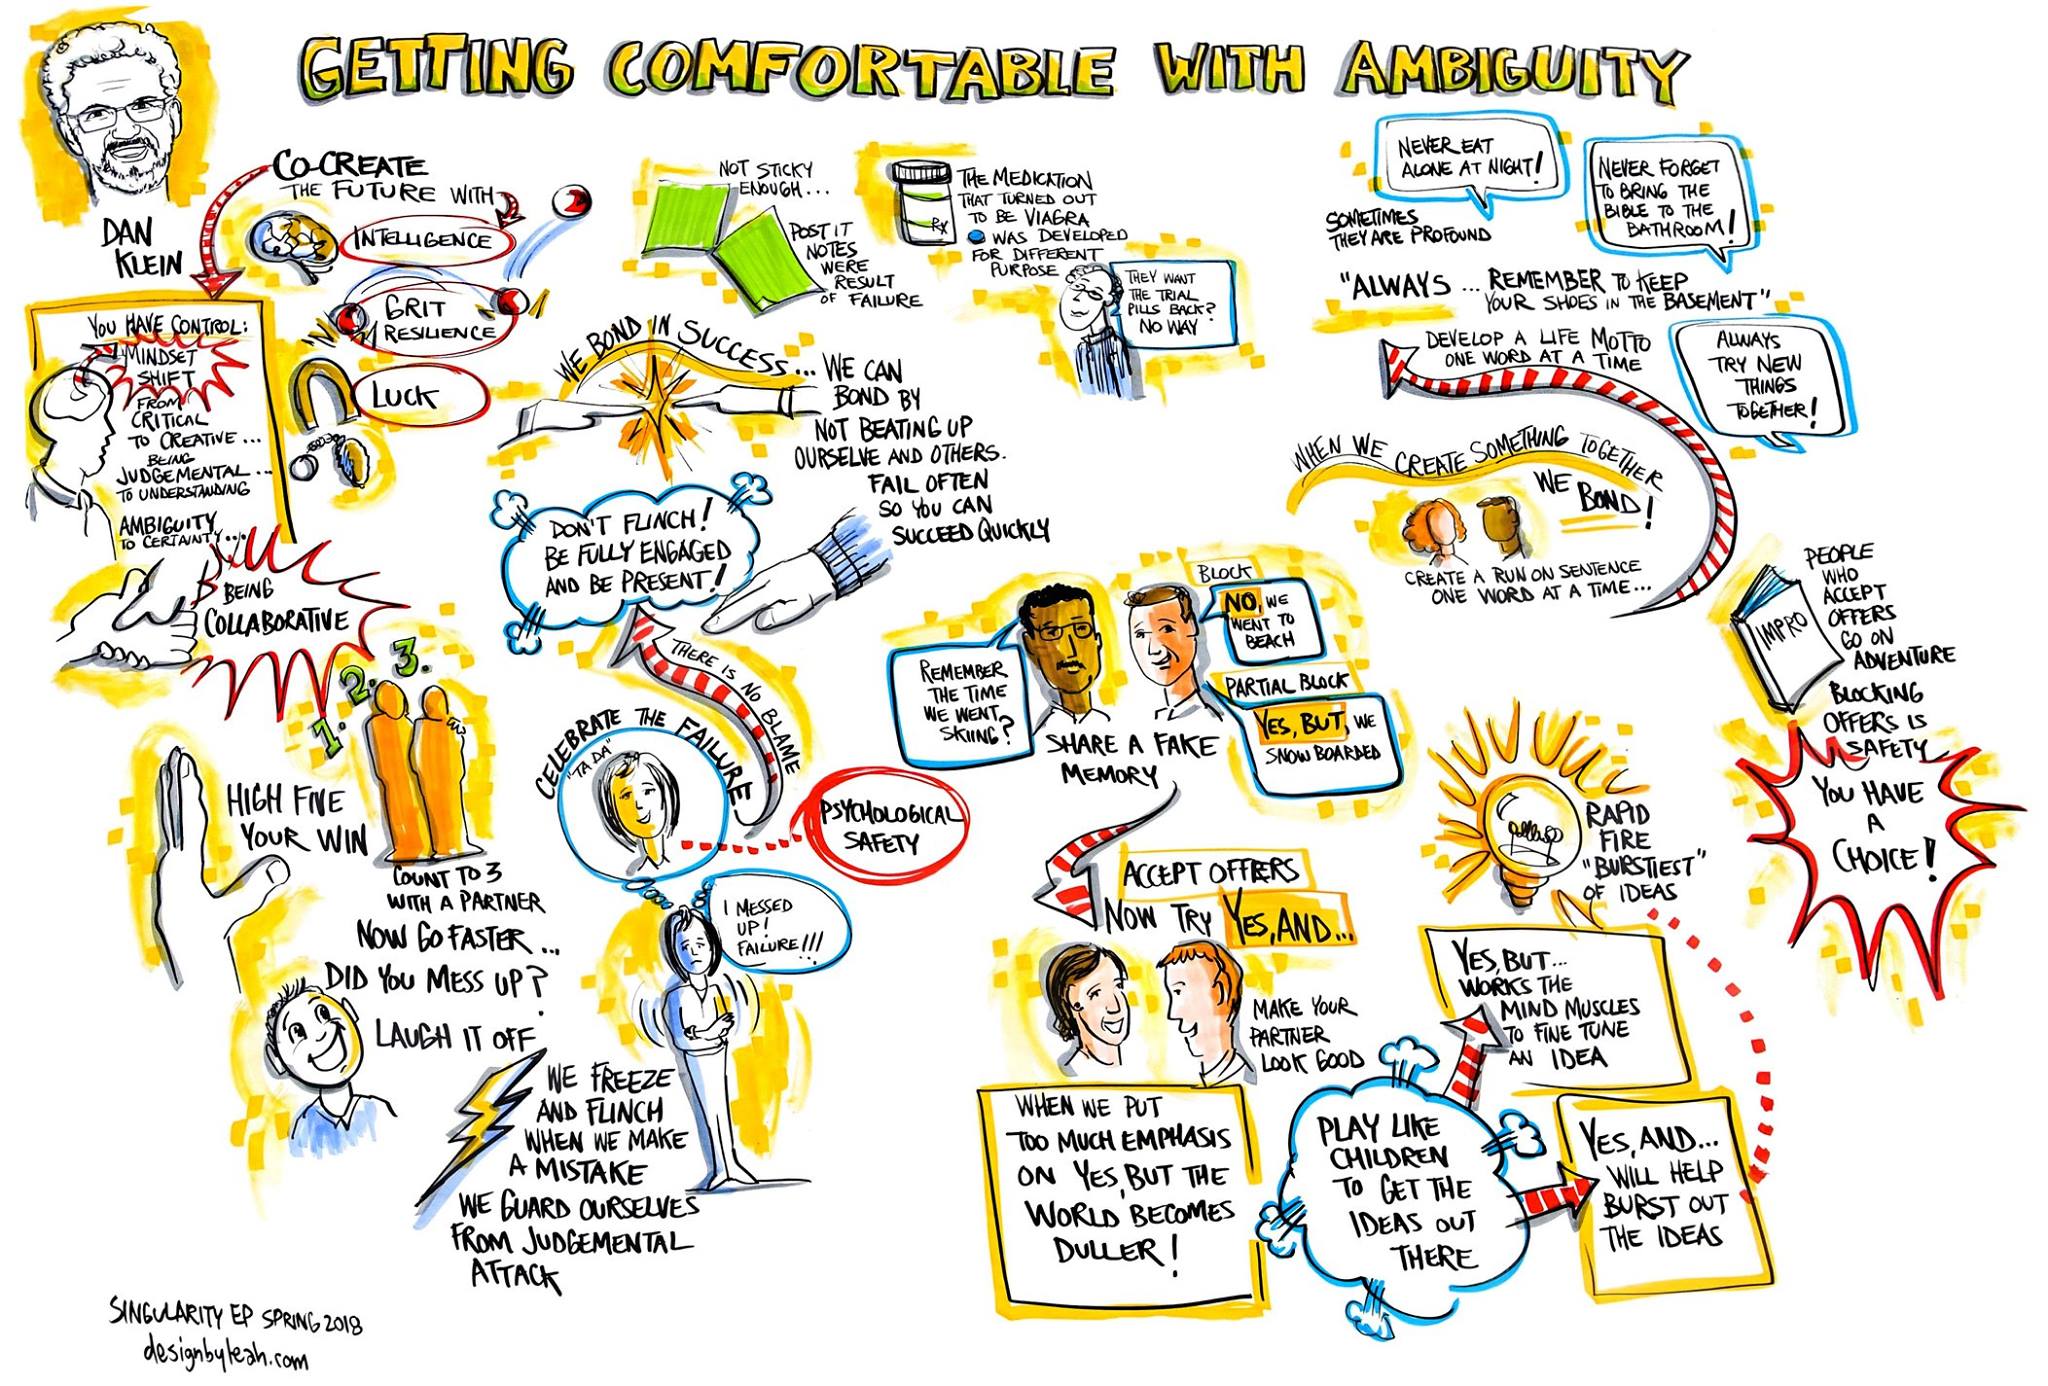 GETTING COMFORTABLE WITH AMBIGUITY
DAN
KLEIN
CO-CREATE
THE FUTURE WITH
INTELLIGENCE
GRIT
RESILIENCE
LUCK
YOU HAVE CONTROL:
MINDSET
SHIFT
FROM
CRITICAL
TO CREATIVE...
BEING
JUDGEMENTAL...
TO UNDERSTANDING
AMBIGUITY
TO CERTAINTY...
BEING
COLLABORATIVE
HIGH FIVE
YOUR WIN
1. 2. 3.
COUNT TO 3
WITH A PARTNER
NOW GO FASTER...
DID YOU MESS UP?
LAUGH IT OFF
WE FREEZE
AND FLINCH
WHEN WE MAKE
A MISTAKE
WE GUARD OURSELVES
FROM JUDGEMENTAL
ATTACK
I MESSED
UP!
FAILURE!!!
CELEBRATE THE FAILURE
"TA DA"
PSYCHOLOGICAL
SAFETY
THERE IS NO BLAME
DON'T FLINCH!
BE FULLY ENGAGED
AND BE PRESENT!
WE BOND IN SUCCESS...
WE CAN
BOND BY
NOT BEATING UP
OURSELVE AND OTHERS.
FAIL OFTEN
SO YOU CAN
SUCCEED QUICKLY
NOT STICKY
ENOUGH...
POST IT
NOTES
WERE
RESULT
OF FAILURE
RX
THE MEDICATION
THAT TURNED OUT
TO BE VIAGRA
WAS DEVELOPED
FOR DIFFERENT
PURPOSE
THEY WANT
THE TRIAL
PILLS BACK?
NO WAY
NEVER EAT
ALONE AT NIGHT!
NEVER FORGET
TO BRING THE
BIBLE TO THE
BATHROOM!
SOMETIMES
THEY ARE PROFOUND
"ALWAYS... REMEMBER TO KEEP
YOUR SHOES IN THE BASEMENT"
DEVELOP A LIFE MOTTO
ONE WORD AT A TIME
ALWAYS
TRY NEW
THINGS
TOGETHER!
WHEN WE CREATE SOMETHING TOGETHER
WE
BOND!
CREATE A RUN ON SENTENCE
ONE WORD AT A TIME...
REMEMBER
THE TIME
WE WENT
SKIING?
BLOCK
NO, WE
WENT TO
BEACH
PARTIAL BLOCK
YES, BUT, WE
SNOW BOARDED
SHARE A FAKE
MEMORY
ACCEPT OFFERS
NOW TRY YES, AND...
MAKE YOUR
PARTNER
LOOK GOOD
WHEN WE PUT
TOO MUCH EMPHASIS
ON YES, BUT THE
WORLD BECOMES
DULLER!
PLAY LIKE
CHILDREN
TO GET THE
IDEAS OUT
THERE
YES, BUT...
WORKS THE
MIND MUSCLES
TO FINE TUNE
AN IDEA
YES, AND...
WILL HELP
BURST OUT
THE IDEAS
RAPID
FIRE
"BURSTIEST"
OF IDEAS
IMPRO
PEOPLE
WHO
ACCEPT
OFFERS
GO ON
ADVENTURE
BLOCKING
OFFERS IS
SAFETY
YOU HAVE
A
CHOICE!
SINGULARITY EP SPRING 2018
designbyleah.com